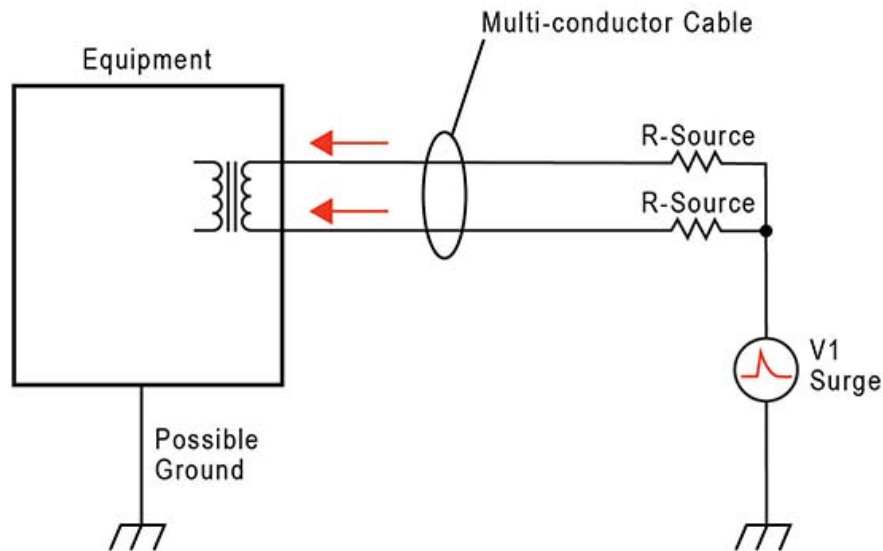 Multi-conductor Cable
Equipment
R-Source
R-Source
V1
Surge
Possible
Ground